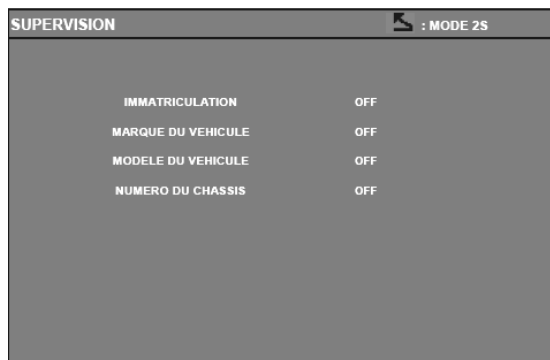 SUPERVISION : MODE 2S
IMMATRICULATION OFF
MARQUE DU VEHICULE OFF
MODELE DU VEHICULE OFF
NUMERO DU CHASSIS OFF